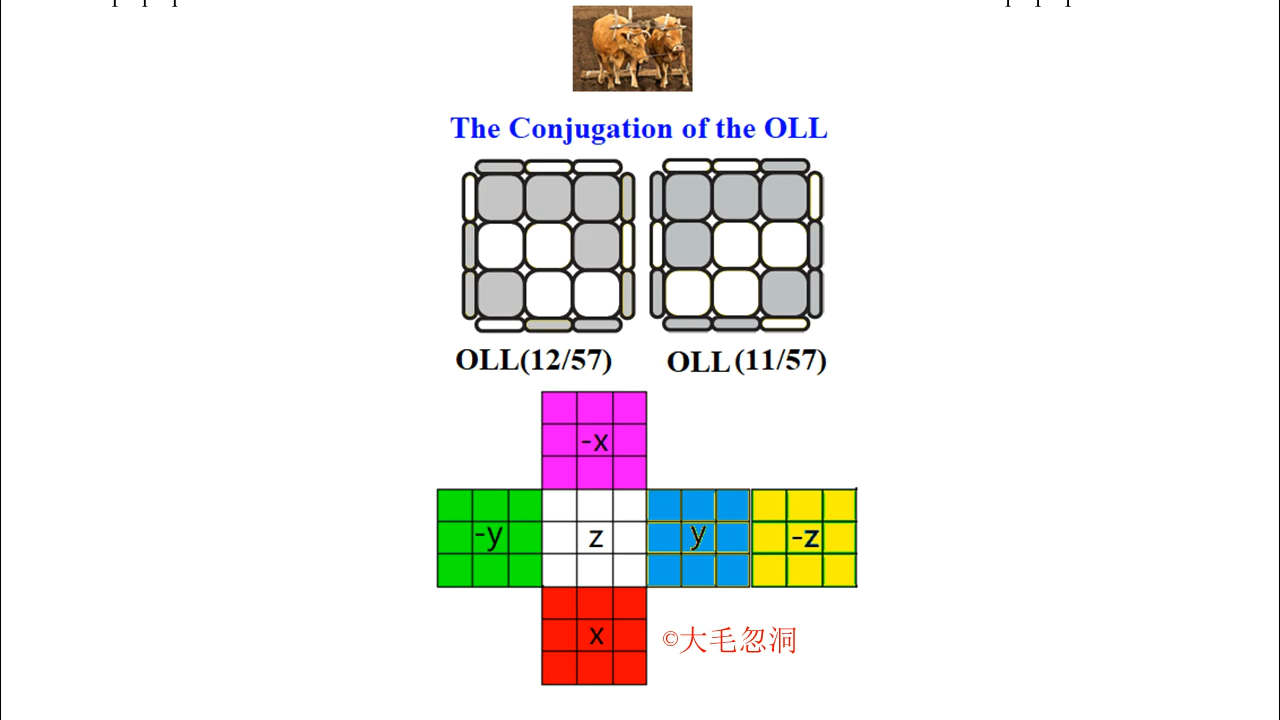 The Conjugation of the OLL
OLL(12/57) OLL(11/57)
-x
-y z y -z
x
©大毛忽洞